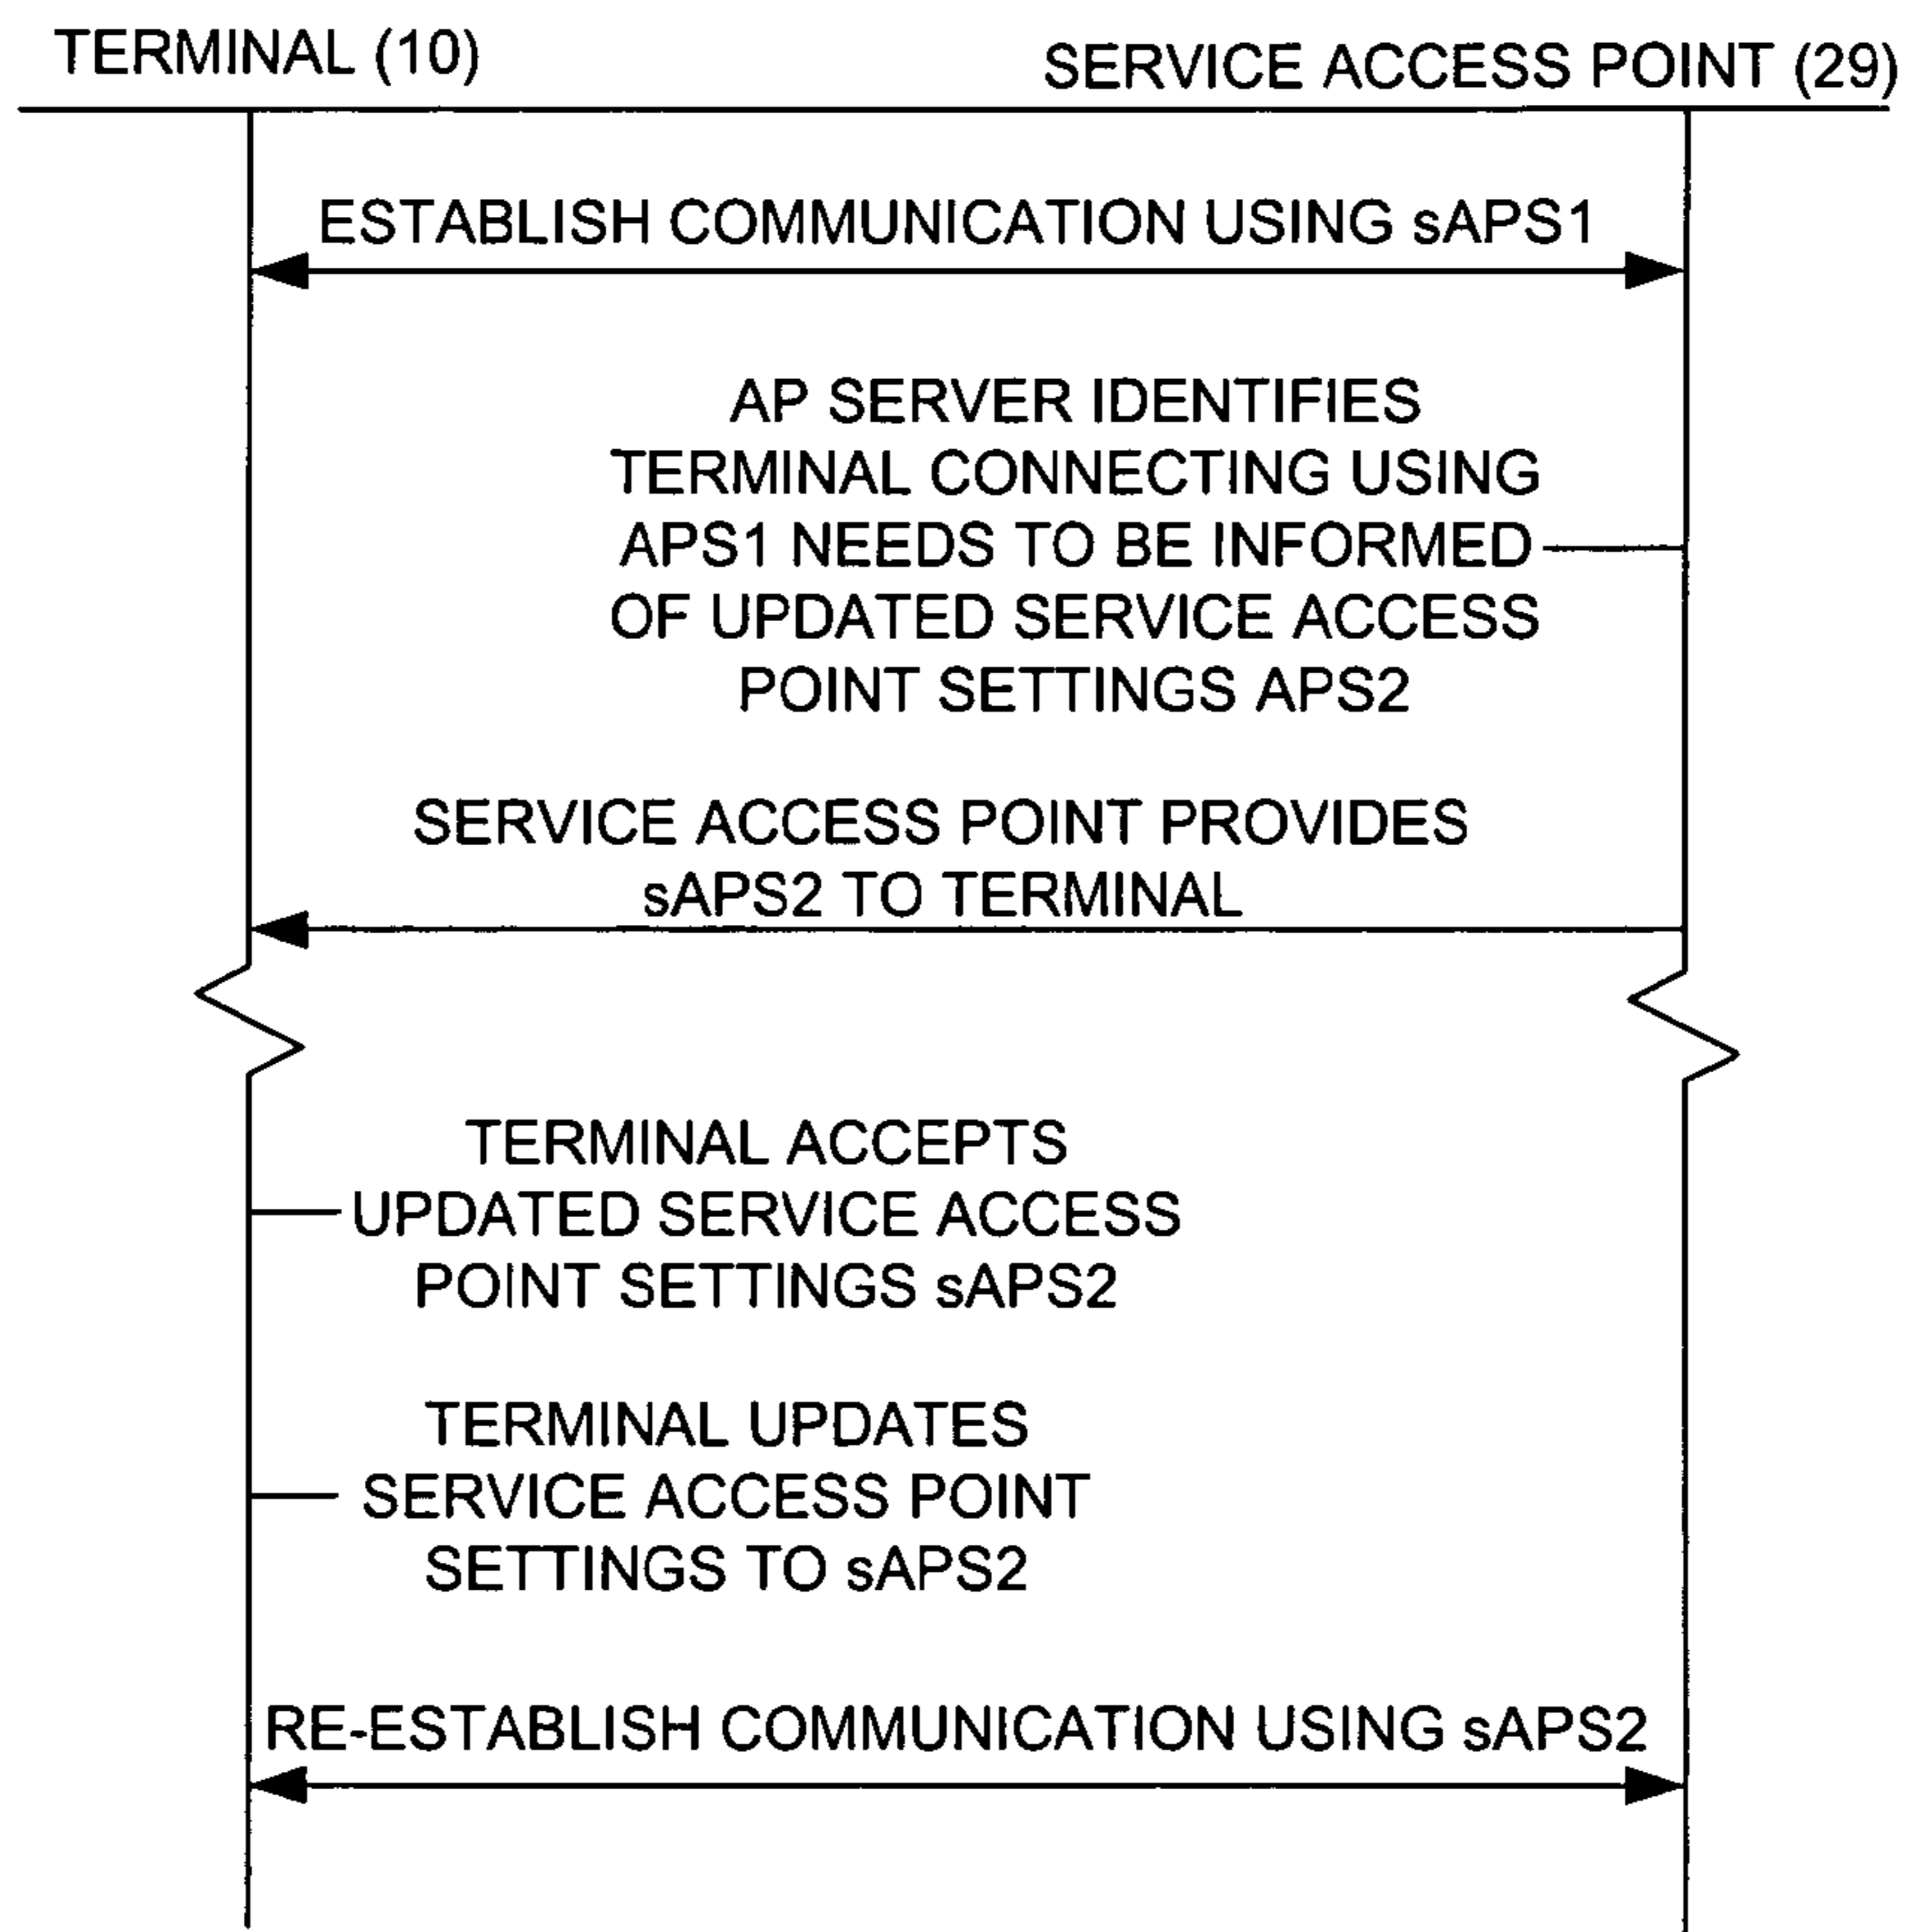 TERMINAL (10)
SERVICE ACCESS POINT (29)
ESTABLISH COMMUNICATION USING sAPS1
AP SERVER IDENTIFIES
TERMINAL CONNECTING USING
APS1 NEEDS TO BE INFORMED
OF UPDATED SERVICE ACCESS
POINT SETTINGS APS2
SERVICE ACCESS POINT PROVIDES
sAPS2 TO TERMINAL
TERMINAL ACCEPTS
UPDATED SERVICE ACCESS
POINT SETTINGS sAPS2
TERMINAL UPDATES
SERVICE ACCESS POINT
SETTINGS TO sAPS2
RE-ESTABLISH COMMUNICATION USING sAPS2